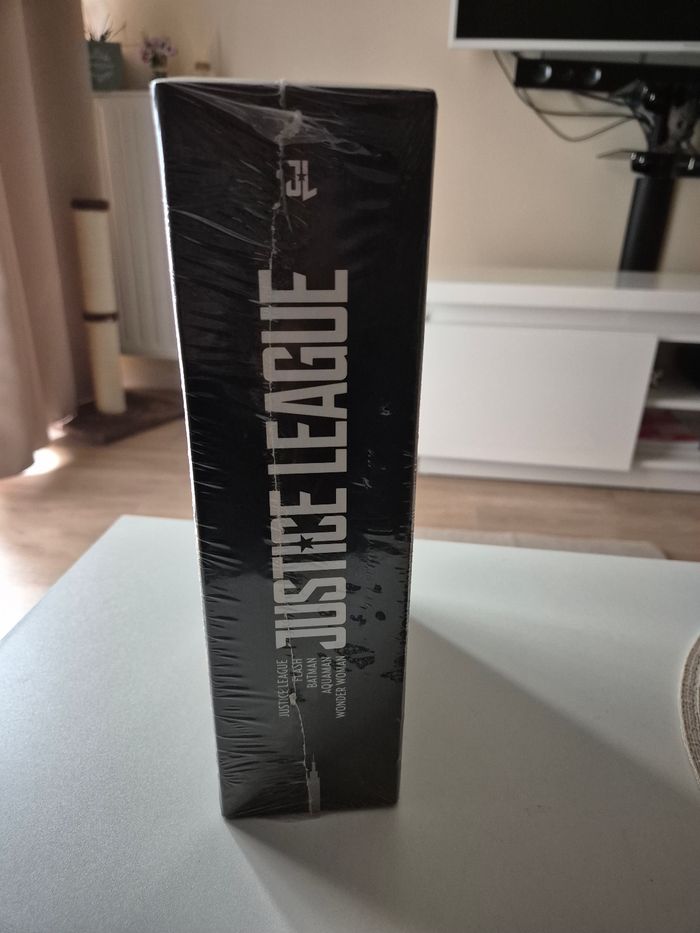 JL
JUSTICE LEAGUE
JUSTICE LEAGUE
FLASH
BATMAN
AQUAMAN
WONDER WOMAN